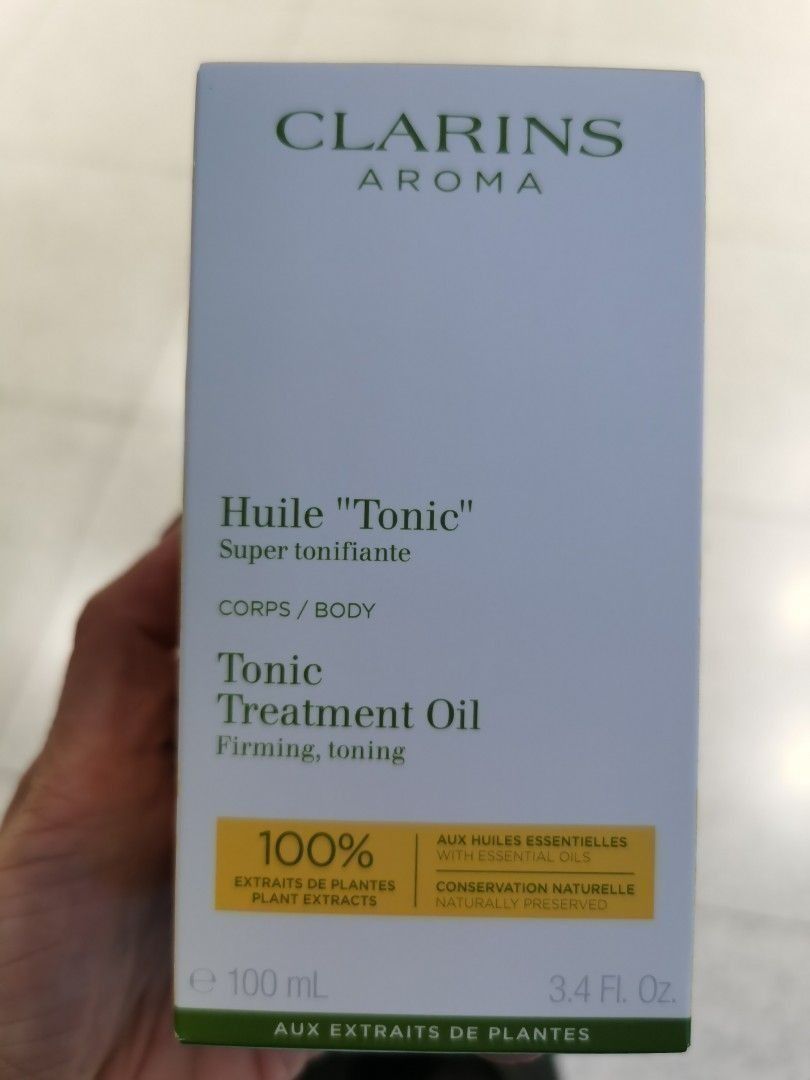 CLARINS
AROMA
Huile "Tonic"
Super tonifiante
CORPS / BODY
Tonic
Treatment Oil
Firming, toning
100%
EXTRAITS DE PLANTES
PLANT EXTRACTS
AUX HUILES ESSENTIELLES
WITH ESSENTIAL OILS
CONSERVATION NATURELLE
NATURALLY PRESERVED
℮ 100 mL
3.4 Fl. Oz.
AUX EXTRAITS DE PLANTES